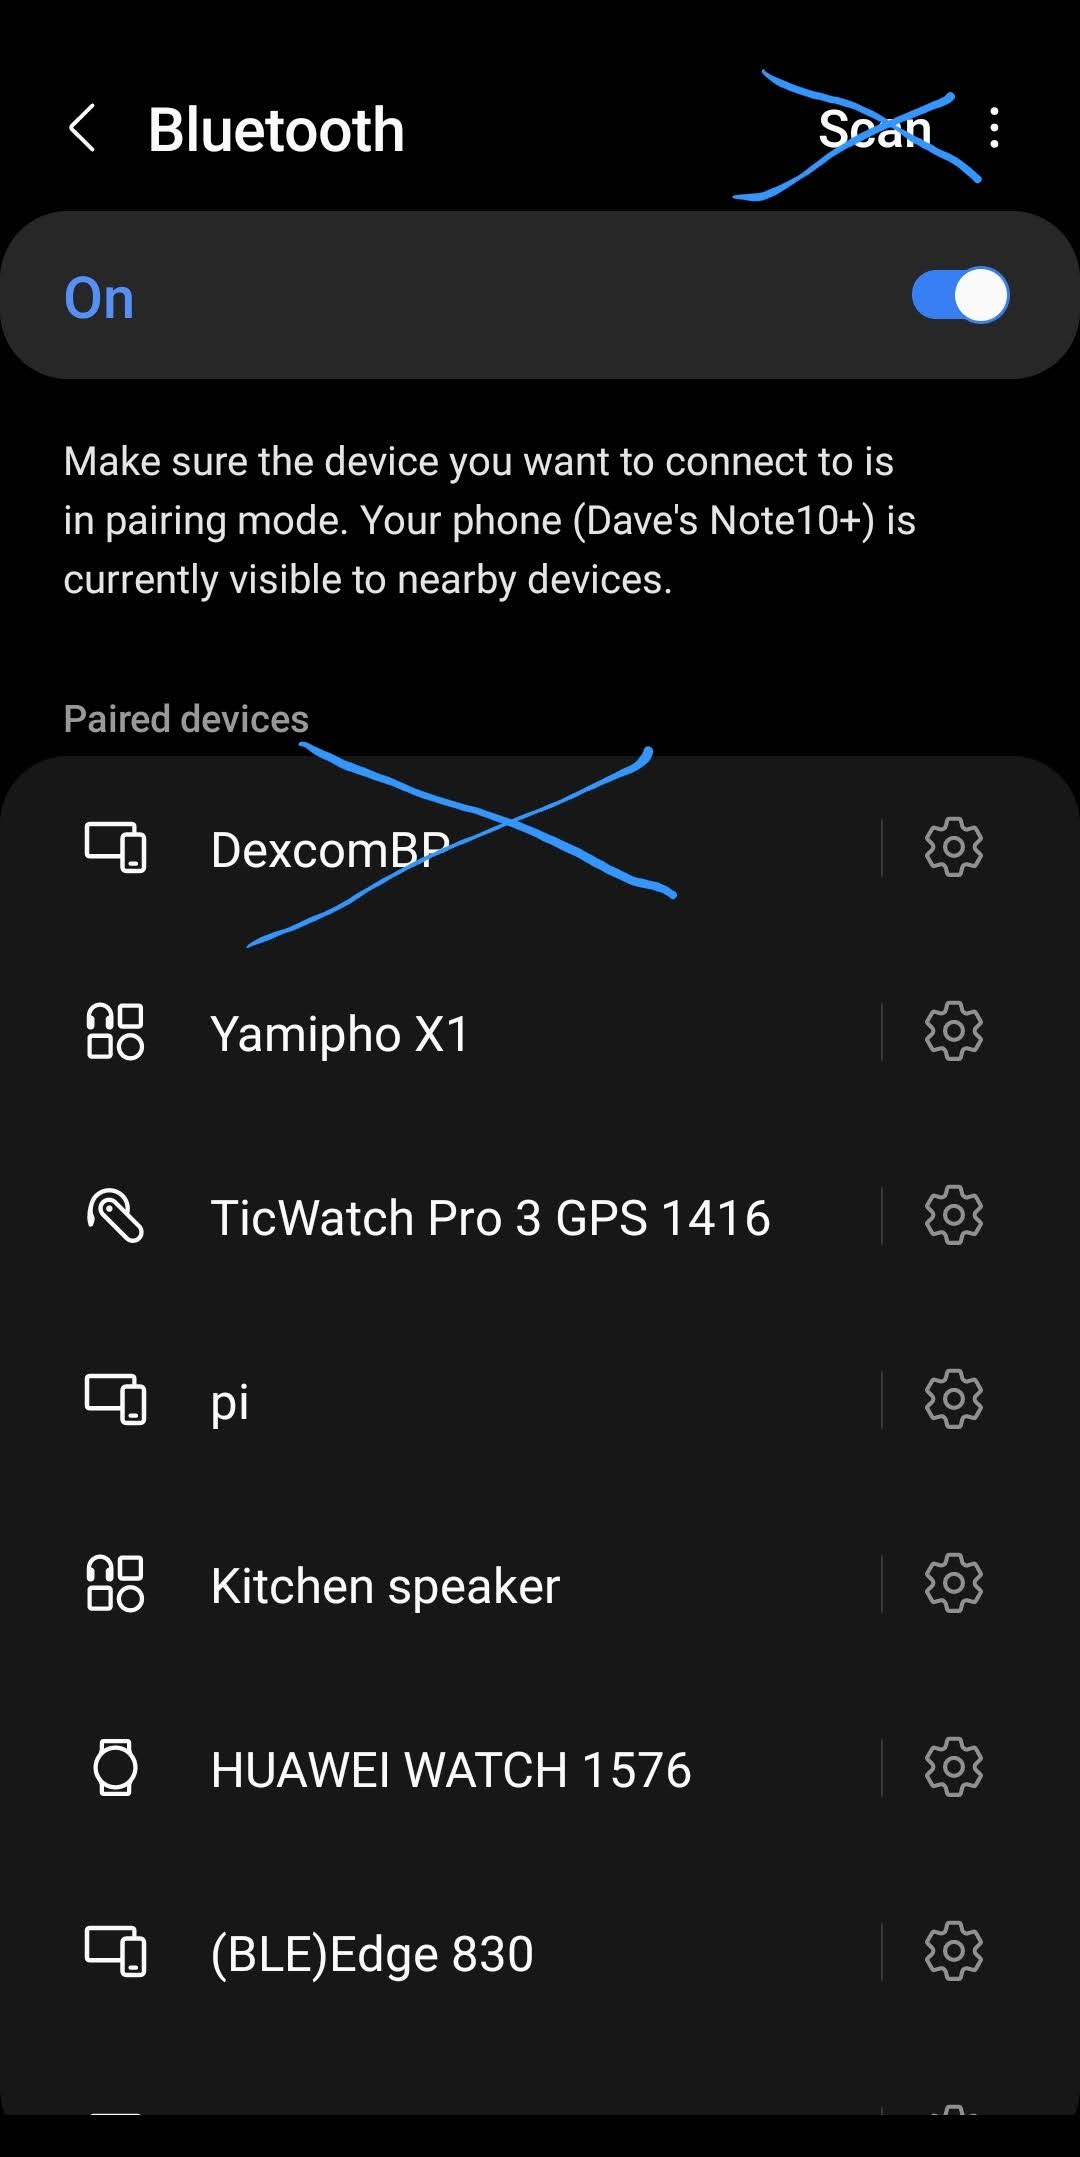 Bluetooth Scan
On
Make sure the device you want to connect to is
in pairing mode. Your phone (Dave's Note10+) is
currently visible to nearby devices.
Paired devices
DexcomBP
Yamipho X1
TicWatch Pro 3 GPS 1416
pi
Kitchen speaker
HUAWEI WATCH 1576
(BLE)Edge 830